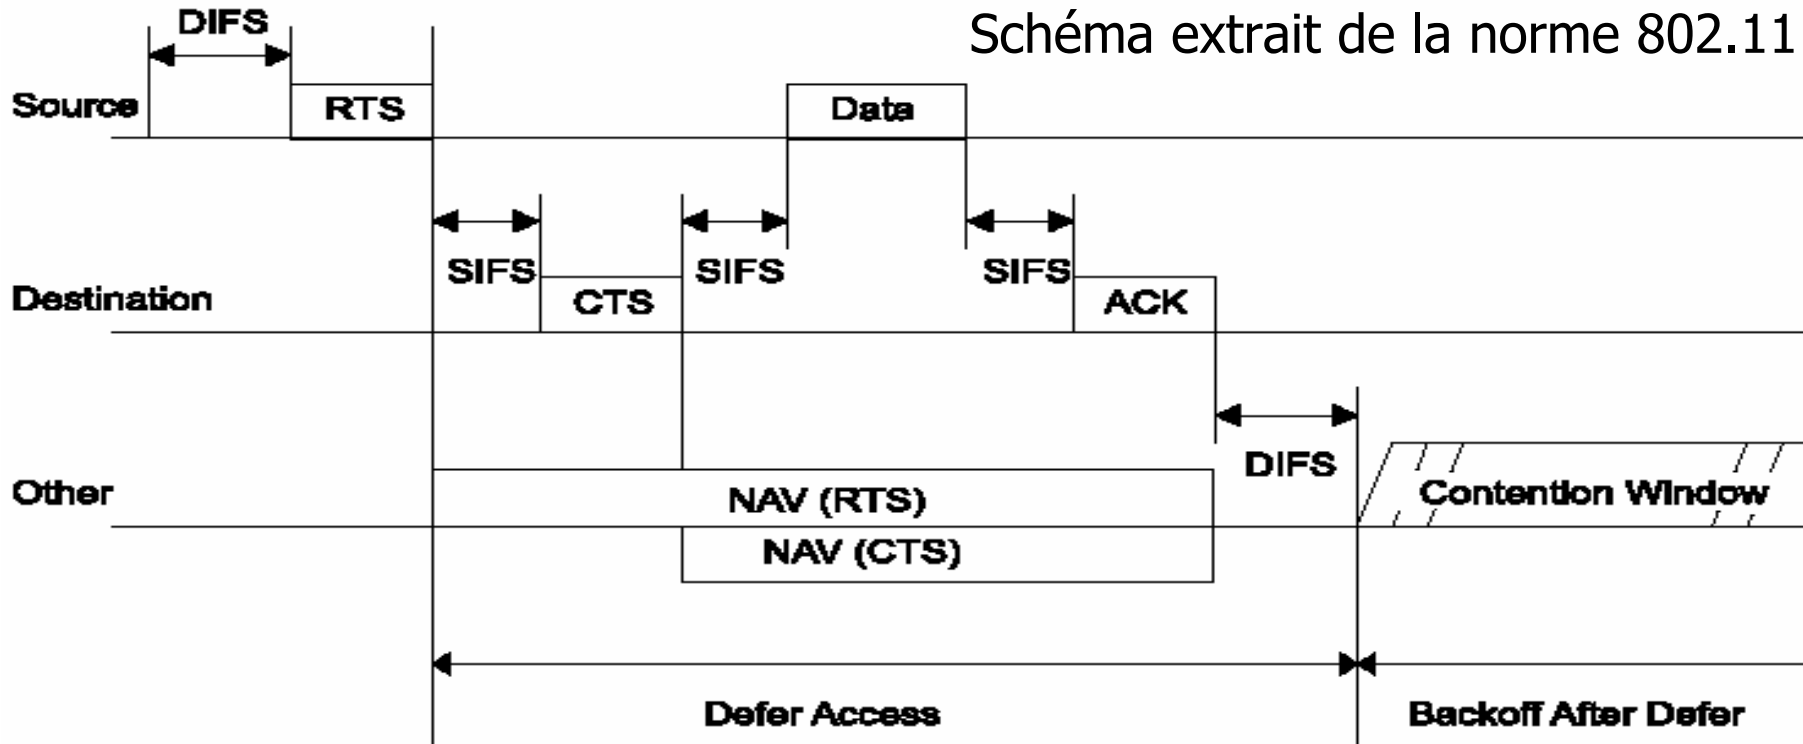 Schéma extrait de la norme 802.11
DIFS
Source
RTS
Data
SIFS
SIFS
SIFS
Destination
CTS
ACK
DIFS
Other
NAV (RTS)
Contention Window
NAV (CTS)
Defer Access
Backoff After Defer